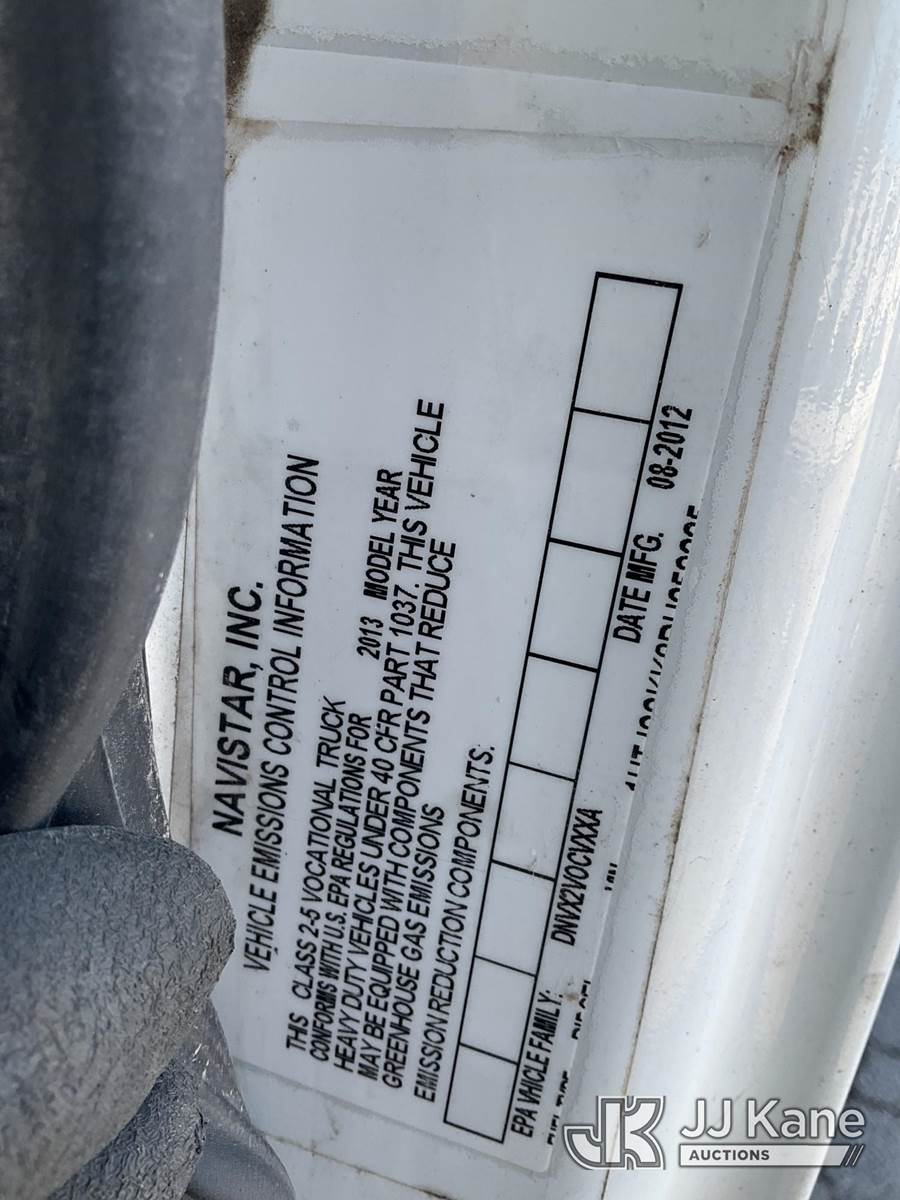 NAVISTAR, INC.
VEHICLE EMISSIONS CONTROL INFORMATION
THIS CLASS 2-5 VOCATIONAL TRUCK
CONFORMS WITH U.S. EPA REGULATIONS FOR 2013 MODEL YEAR
HEAVY DUTY VEHICLES UNDER 40 CFR PART 1037. THIS VEHICLE
MAY BE EQUIPPED WITH COMPONENTS THAT REDUCE
GREENHOUSE GAS EMISSIONS
EMISSION REDUCTION COMPONENTS.
EPA VEHICLE FAMILY: DNVX2VOCVXXA DATE MFG. 08-2012
JJ Kane
AUCTIONS